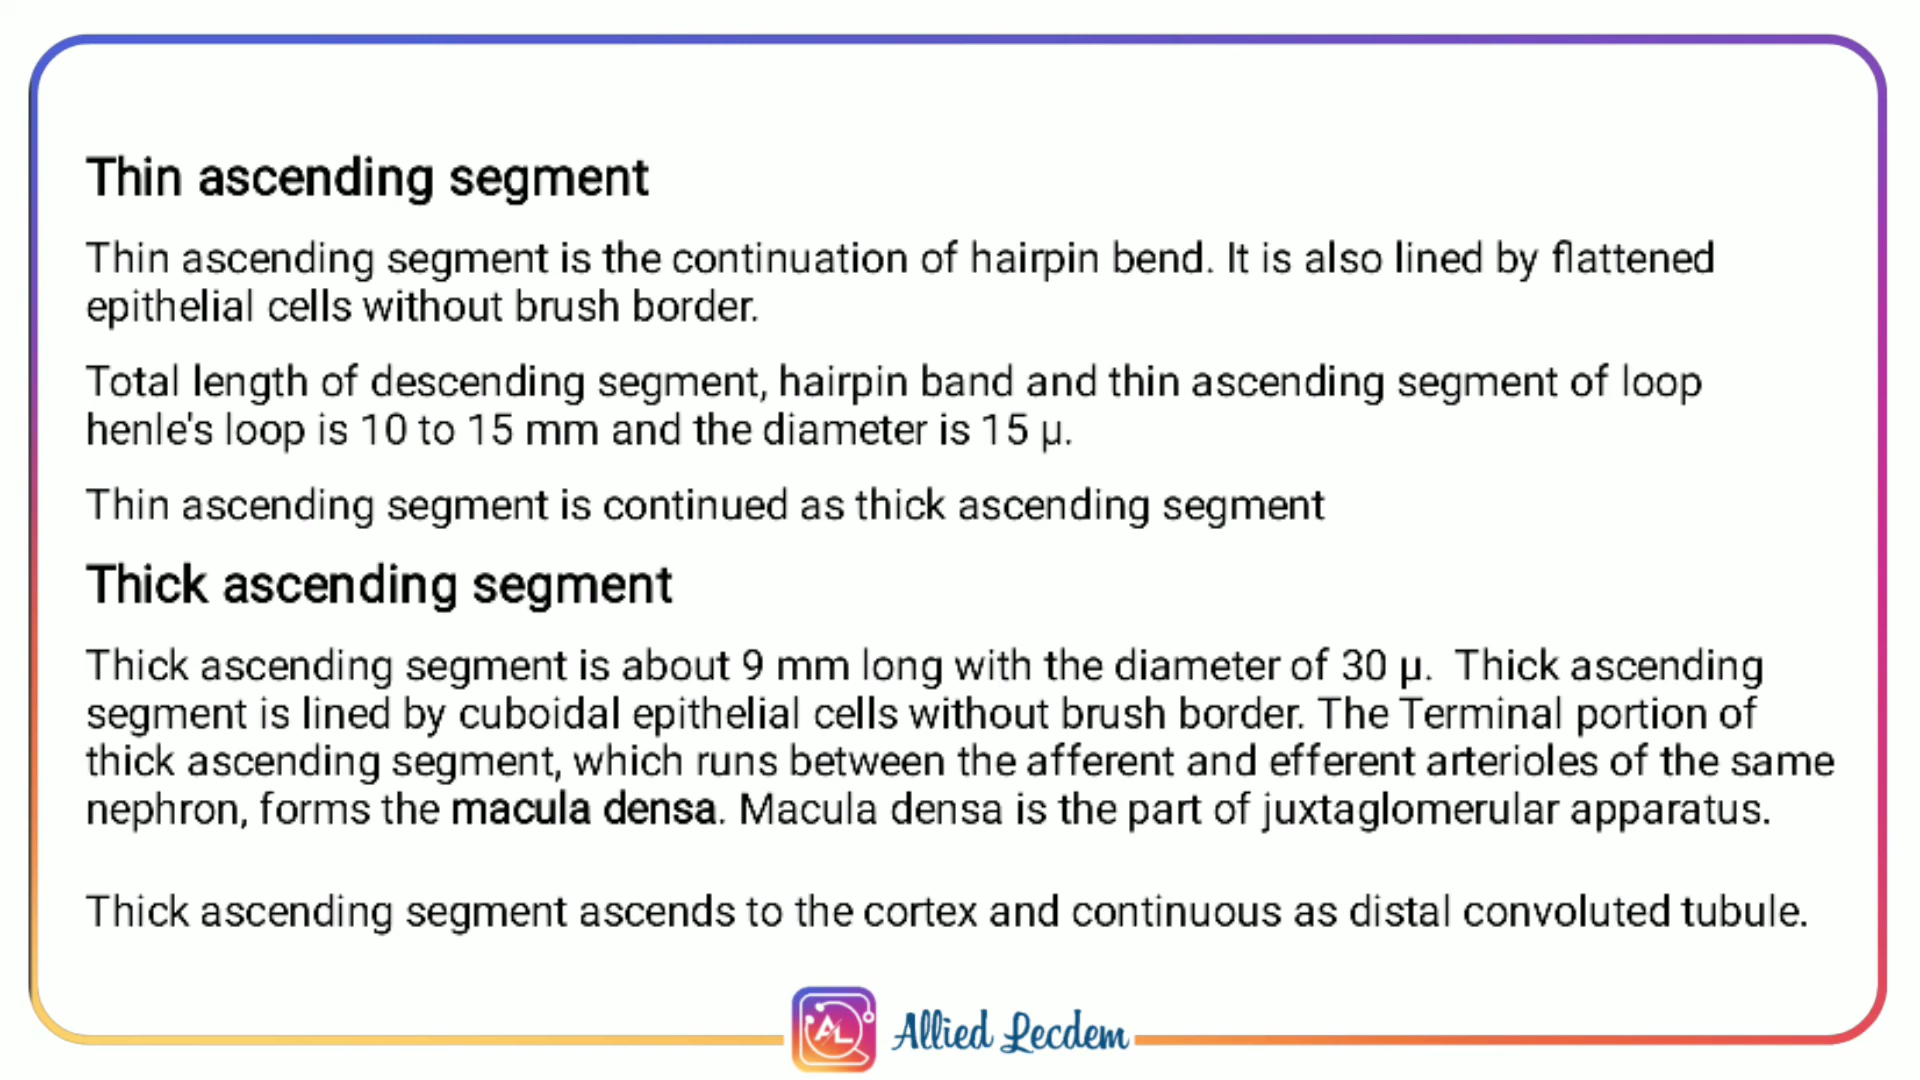 Thin ascending segment
Thin ascending segment is the continuation of hairpin bend. It is also lined by flattened
epithelial cells without brush border.
Total length of descending segment, hairpin band and thin ascending segment of loop
henle's loop is 10 to 15 mm and the diameter is 15 μ.
Thin ascending segment is continued as thick ascending segment
Thick ascending segment
Thick ascending segment is about 9 mm long with the diameter of 30 μ.  Thick ascending
segment is lined by cuboidal epithelial cells without brush border. The Terminal portion of
thick ascending segment, which runs between the afferent and efferent arterioles of the same
nephron, forms the macula densa. Macula densa is the part of juxtaglomerular apparatus.
Thick ascending segment ascends to the cortex and continuous as distal convoluted tubule.
AL
Allied Lecdem